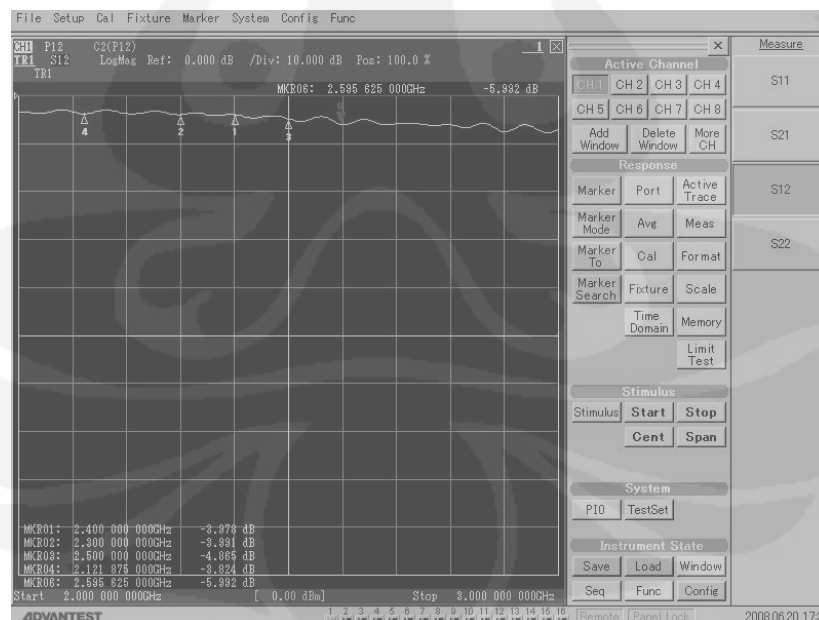 File Setup Cal Fixture Marker System Config Func
CH1 P12 C2(P12) 1
TR1 S12 LogMag Ref: 0.000 dB /Div: 10.000 dB Pos: 100.0 %
TR1
MKR06: 2.595 625 000GHz -5.992 dB
4 2 1 3
MKR01: 2.400 000 000GHz -3.978 dB
MKR02: 2.300 000 000GHz -3.991 dB
MKR03: 2.500 000 000GHz -4.865 dB
MKR04: 2.121 875 000GHz -3.824 dB
MKR06: 2.595 625 000GHz -5.992 dB
Start 2.000 000 000GHz [ 0.00 dBm] Stop 3.000 000 000GHz
Active Channel
CH 1 CH 2 CH 3 CH 4
CH 5 CH 6 CH 7 CH 8
Add Window Delete Window More CH
Response
Marker Port Active Trace
Marker Mode Avg Meas
Marker To Cal Format
Marker Search Fixture Scale
Time Domain Memory
Limit Test
Stimulus
Stimulus Start Stop
Cent Span
System
PIO TestSet
Instrument State
Save Load Window
Seq Func Config
Measure
S11
S21
S12
S22
ADVANTEST 1 2 3 4 5 6 7 8 9 10 11 12 13 14 15 16 Remote Panel Lock 2008.06.20